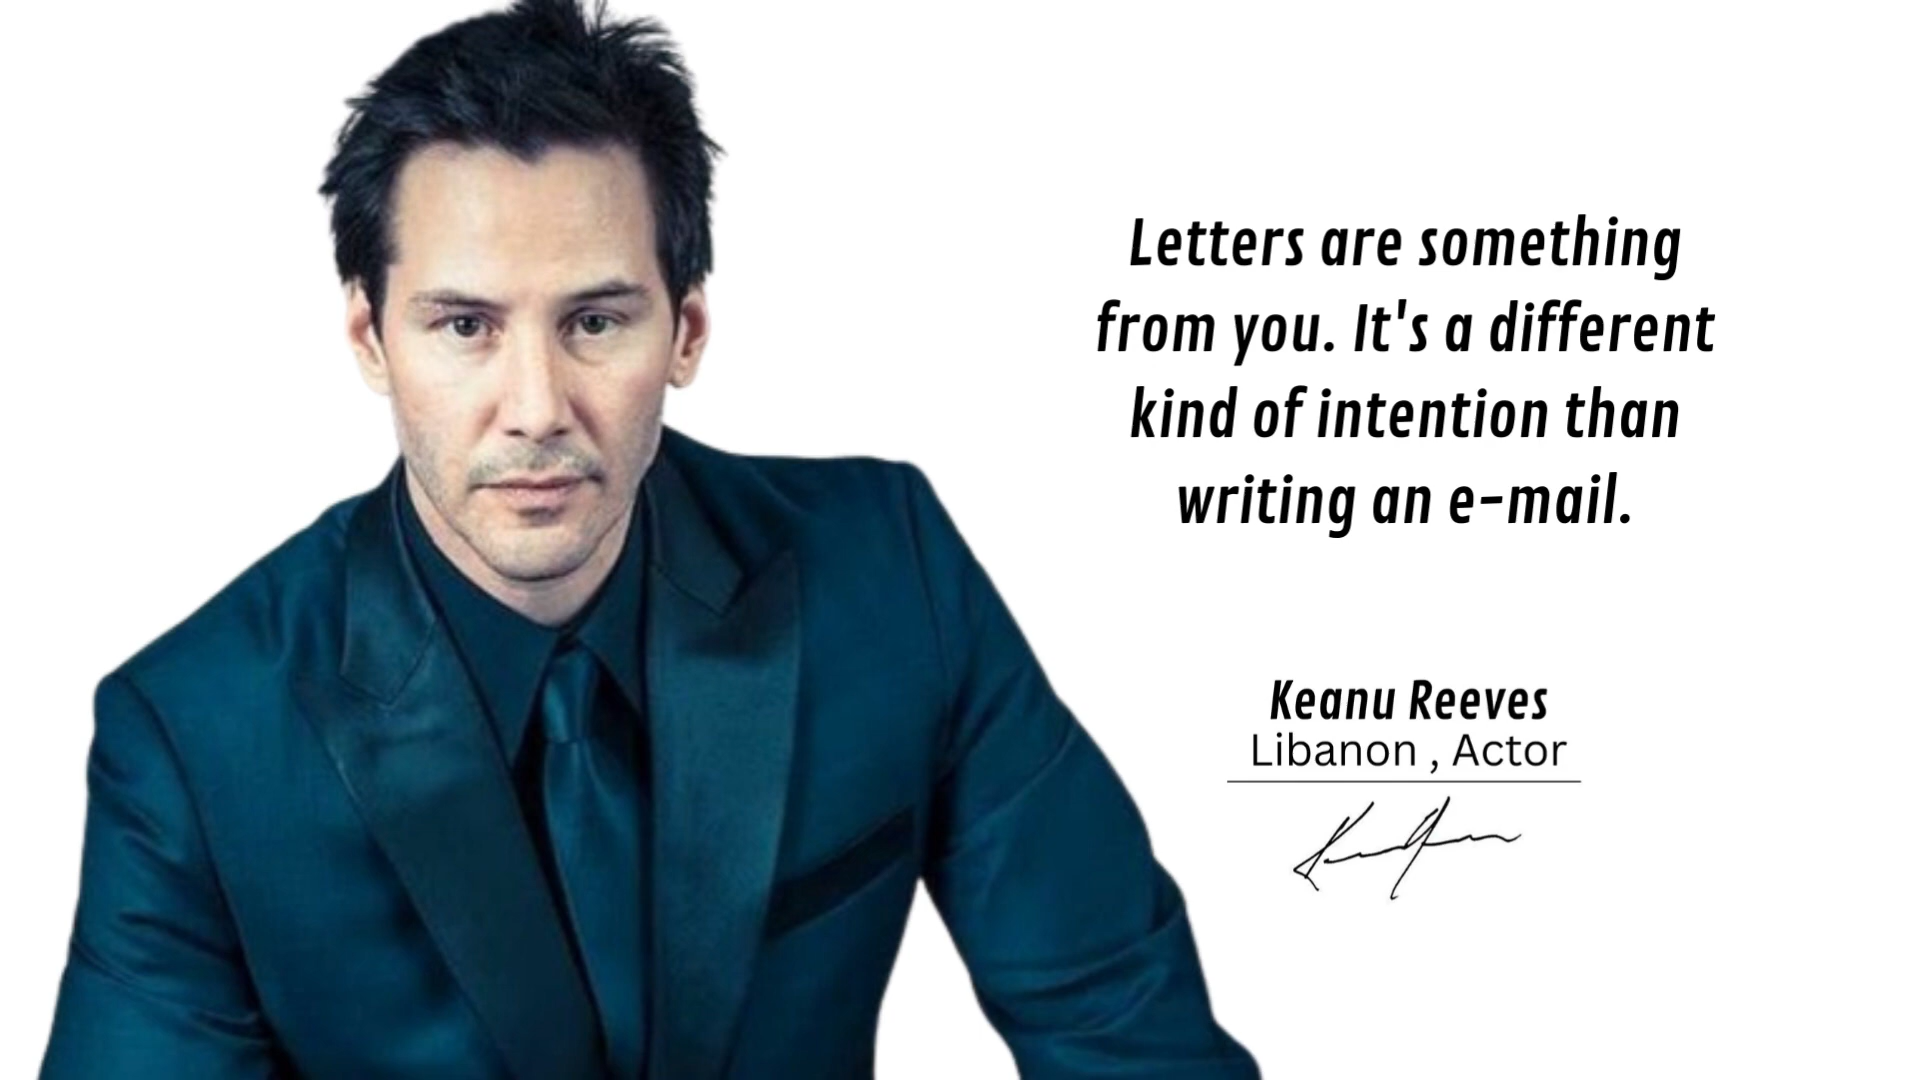 Letters are something
from you. It's a different
kind of intention than
writing an e-mail.
Keanu Reeves
Libanon , Actor